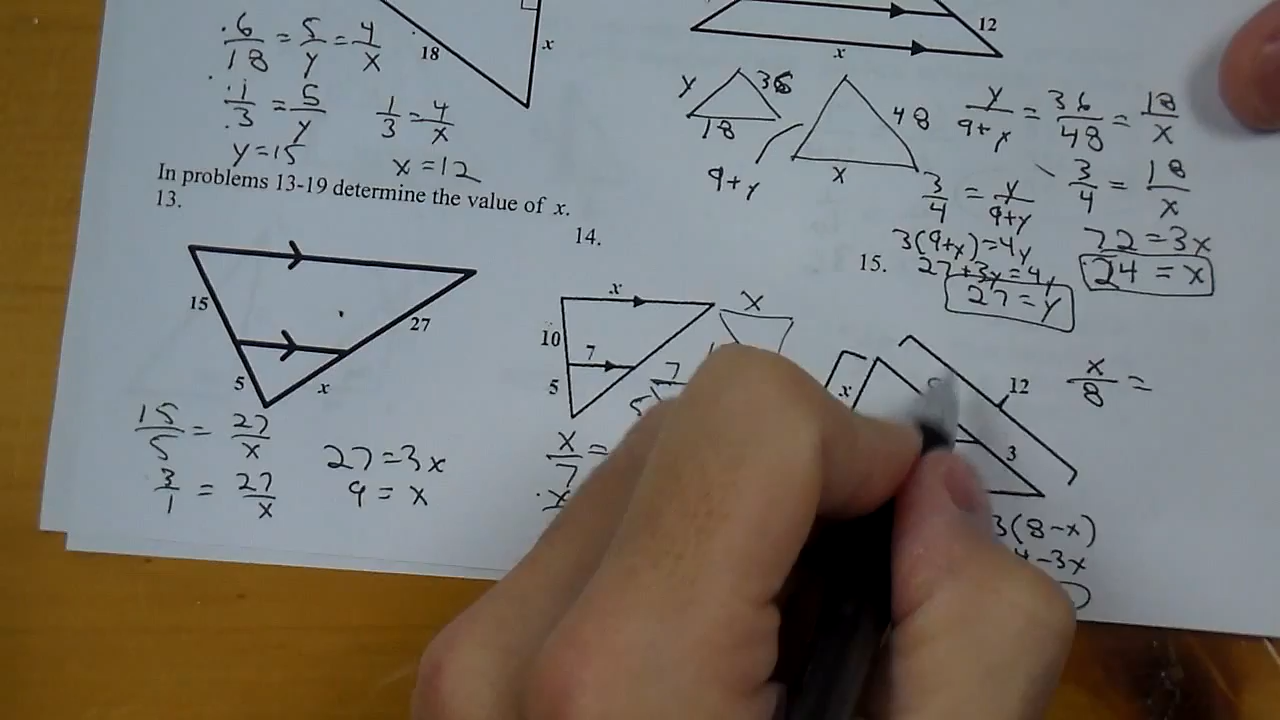 6/18 = 5/y = 4/x
1/3 = 5/y
y=15
1/3 = 4/x
x=12
18
x
12
x
y
36
18
48
9+y
x
y/9+y = 36/48 = 18/x
3/4 = y/9+y
3(9+y)=4y
27+3y=4y
27=y
3/4 = 18/x
72=3x
24=x
In problems 13-19 determine the value of x.
13.
15
27
5
x
15/5 = 27/x
3/1 = 27/x
27=3x
9=x
14.
x
10
7
5
x
7
5
x/7 =
x
15.
x
12
3
x/8 =
3(8-x)
-3x